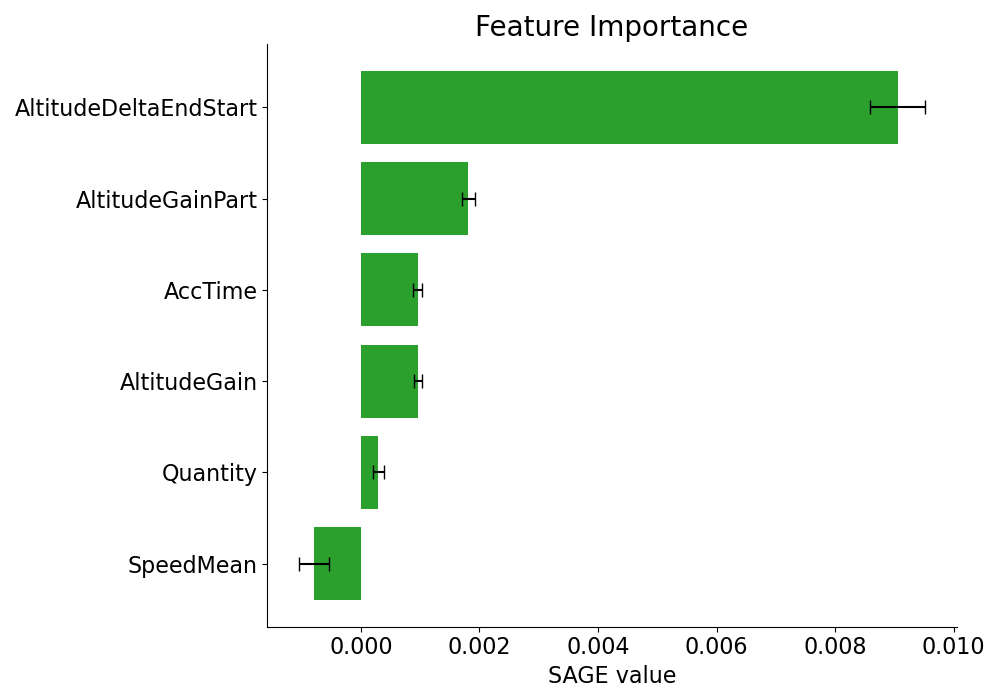 Feature Importance
AltitudeDeltaEndStart
AltitudeGainPart
AccTime
AltitudeGain
Quantity
SpeedMean
0.000 0.002 0.004 0.006 0.008 0.010
SAGE value